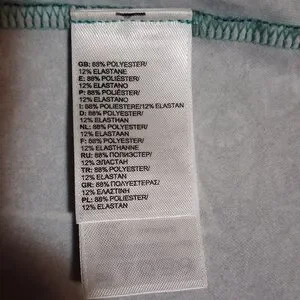 GB: 88% POLYESTER/
12% ELASTANE
E: 88% POLIÉSTER/
12% ELASTANO
P: 88% POLIÉSTER/
12% ELASTANO
I: 88% POLIESTERE/12% ELASTAN
D: 88% POLYESTER/
12% ELASTHAN
NL: 88% POLYESTER/
12% ELASTAAN
F: 88% POLYESTER/
12% ELASTHANNE
RU: 88% ПОЛИЭСТЕР/
12% ЭЛАСТАН
TR: 88% POLYESTER/
12% ELASTAN
GR: 88% ΠΟΛΥΕΣΤΕΡΑΣ/
12% ΕΛΑΣΤΙΝΗ
PL: 88% POLIESTER/
12% ELASTAN